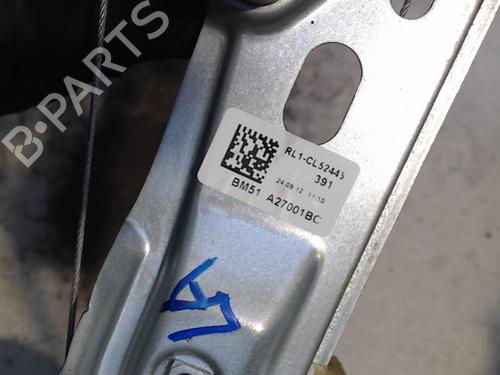 B-PARTS
RL1-CL52445
391
24.09.12 11:10
BM51 A27001BC